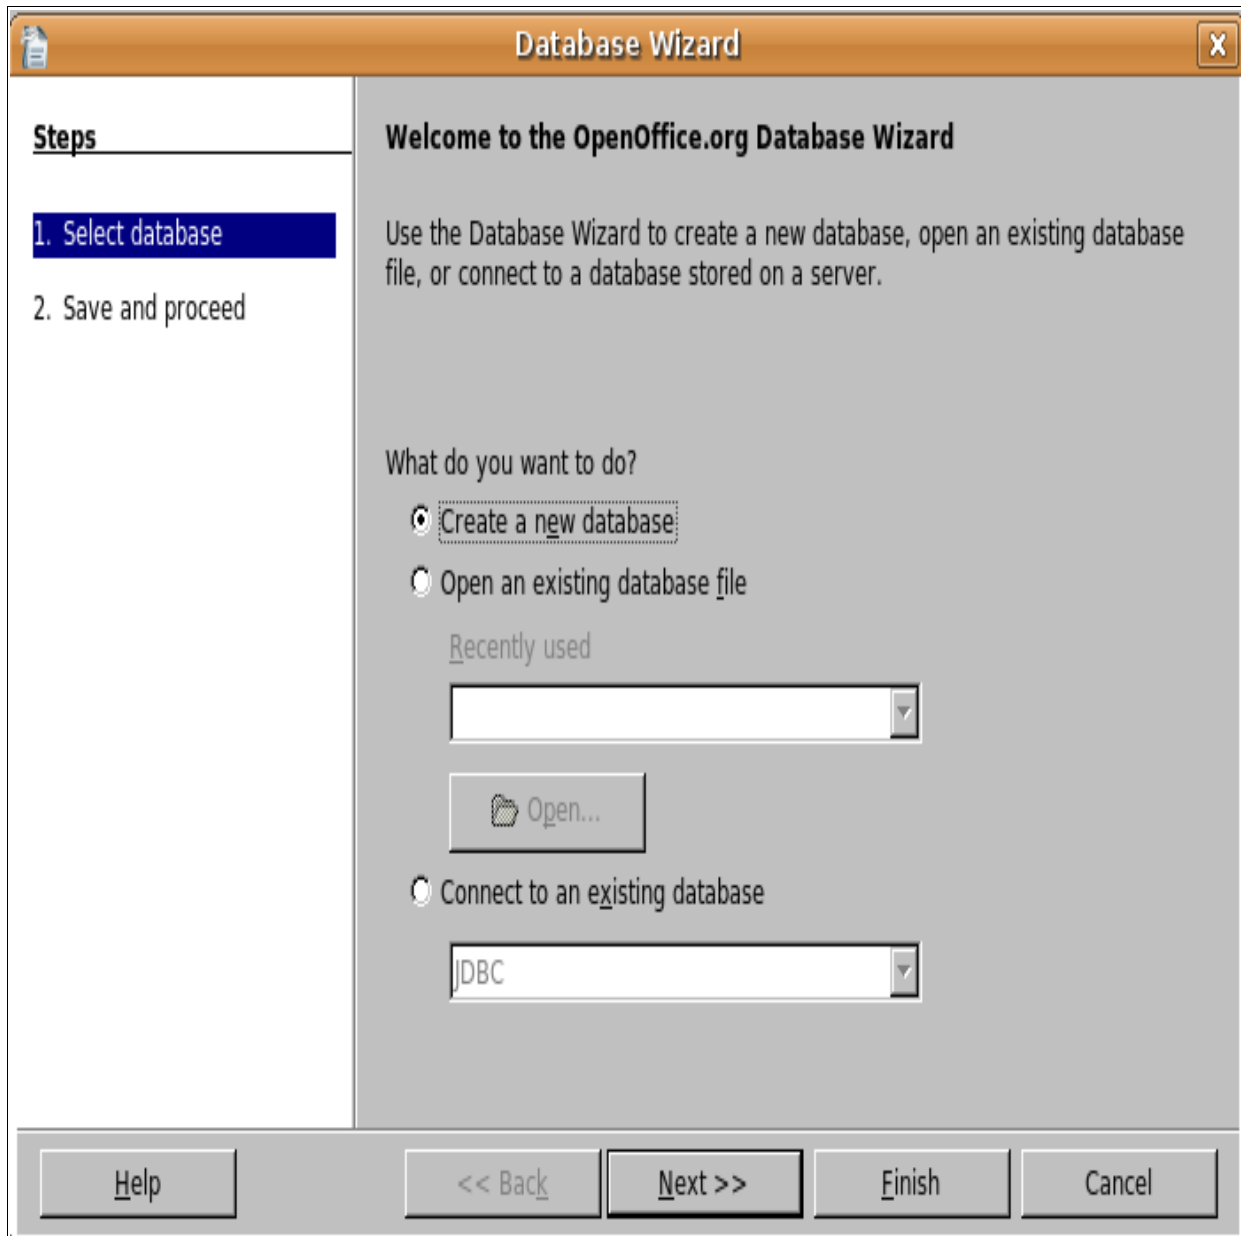 Database Wizard
X
Steps
1. Select database
2. Save and proceed
Welcome to the OpenOffice.org Database Wizard
Use the Database Wizard to create a new database, open an existing database
file, or connect to a database stored on a server.
What do you want to do?
Create a new database
Open an existing database file
Recently used
Open...
Connect to an existing database
JDBC
Help
<< Back
Next >>
Finish
Cancel